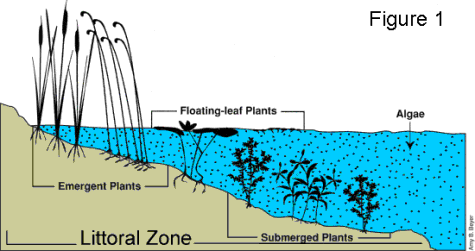 Figure 1
Floating-leaf Plants
Algae
Emergent Plants
Littoral Zone
Submerged Plants